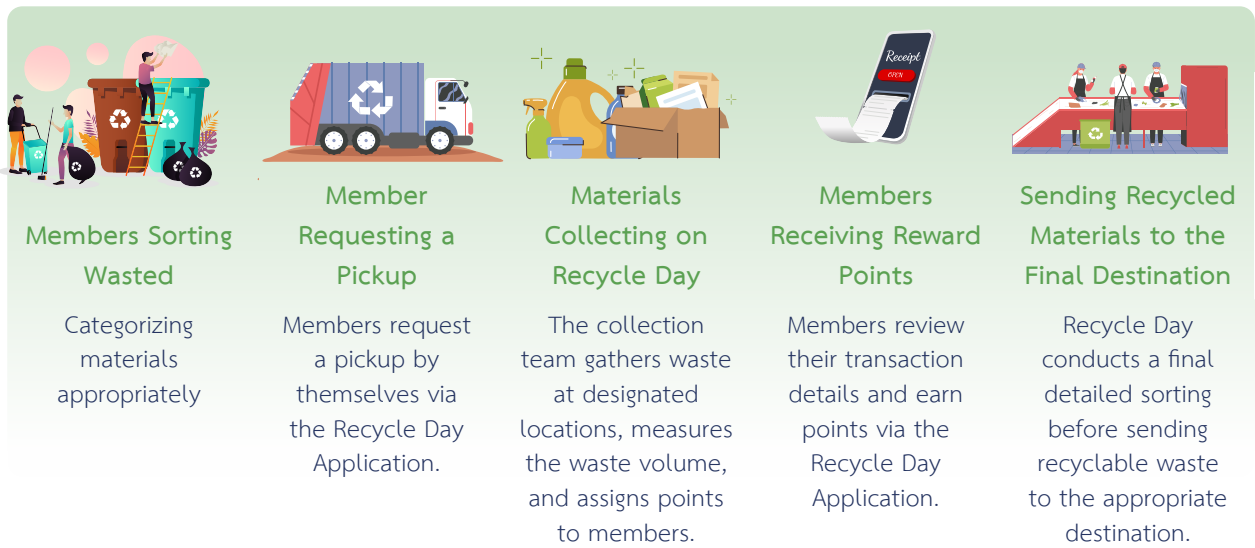 Members Sorting
Wasted
Categorizing
materials
appropriately
Member
Requesting a
Pickup
Members request
a pickup by
themselves via
the Recycle Day
Application.
Materials
Collecting on
Recycle Day
The collection
team gathers waste
at designated
locations, measures
the waste volume,
and assigns points
to members.
Receipt
OPEN
Members
Receiving Reward
Points
Members review
their transaction
details and earn
points via the
Recycle Day
Application.
Sending Recycled
Materials to the
Final Destination
Recycle Day
conducts a final
detailed sorting
before sending
recyclable waste
to the appropriate
destination.